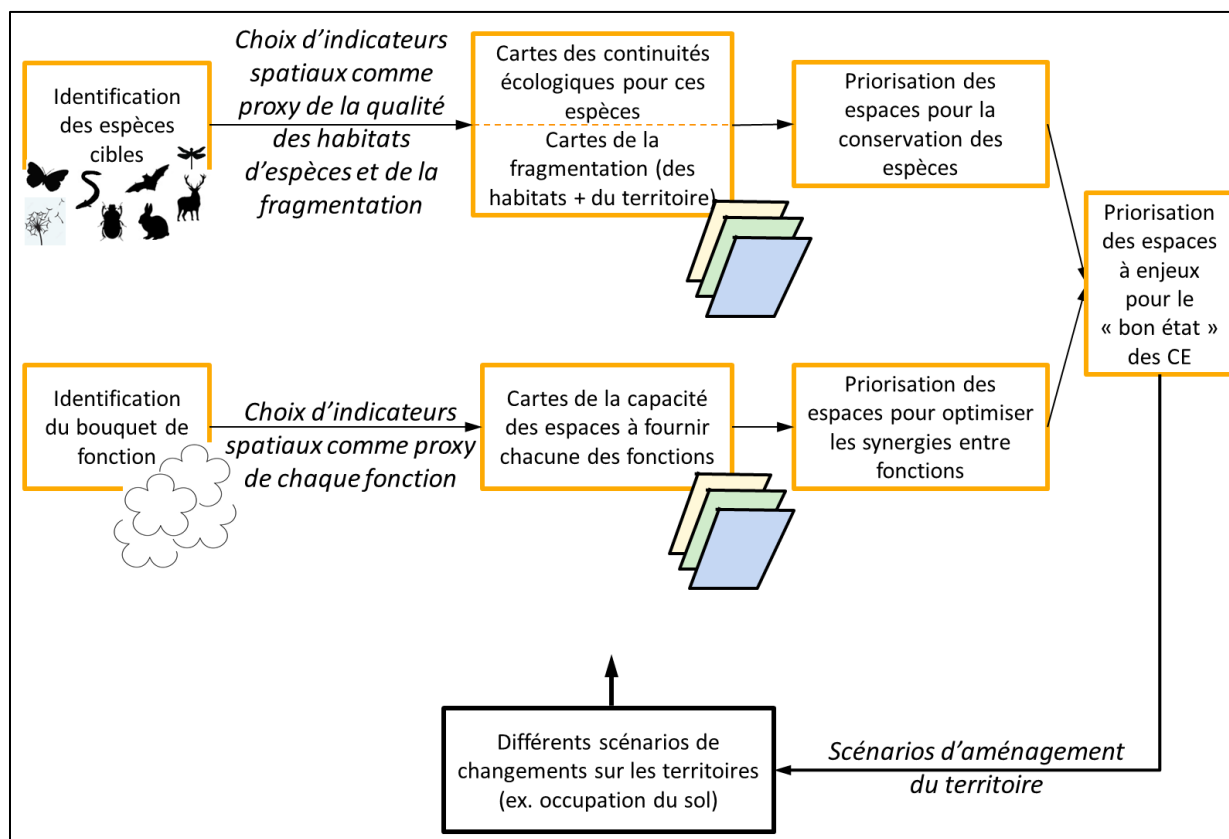 Identification
des espèces
cibles
Choix d’indicateurs
spatiaux comme
proxy de la qualité
des habitats
d’espèces et de la
fragmentation
Cartes des continuités
écologiques pour ces
espèces
Cartes de la
fragmentation (des
habitats + du territoire)
Priorisation des
espaces pour la
conservation des
espèces
Priorisation
des espaces
à enjeux
pour le
« bon état »
des CE
Identification
du bouquet de
fonction
Choix d’indicateurs
spatiaux comme proxy
de chaque fonction
Cartes de la capacité
des espaces à fournir
chacune des fonctions
Priorisation des
espaces pour optimiser
les synergies entre
fonctions
Différents scénarios de
changements sur les territoires
(ex. occupation du sol)
Scénarios d’aménagement
du territoire